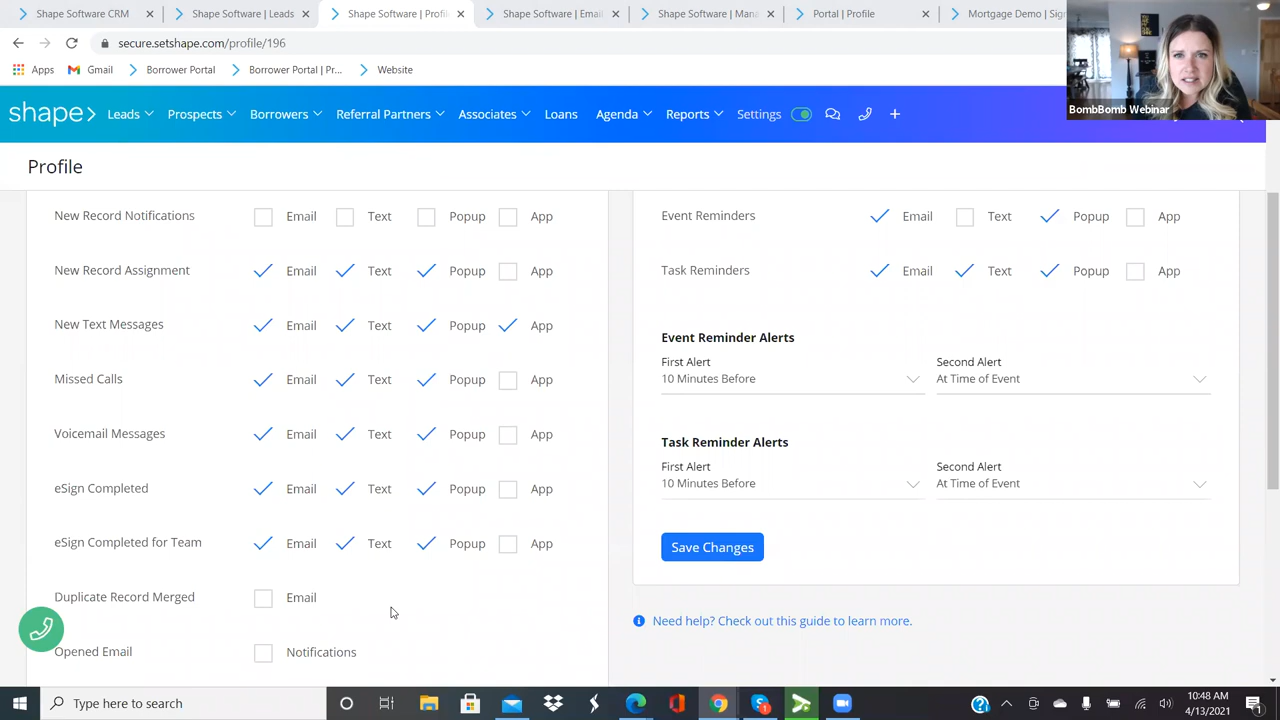 Shape Software CRM
Shape Software | Leads
Shape Software | Profil
Shape Software | Email
Shape Software | Mana
Portal | Profile
Mortgage Demo | Sig
secure.setshape.com/profile/196
Apps
Gmail
Borrower Portal
Borrower Portal | Pr...
Website
BombBomb Webinar
shape
Leads
Prospects
Borrowers
Referral Partners
Associates
Loans
Agenda
Reports
Settings
Profile
New Record Notifications Email Text Popup App
New Record Assignment Email Text Popup App
New Text Messages Email Text Popup App
Missed Calls Email Text Popup App
Voicemail Messages Email Text Popup App
eSign Completed Email Text Popup App
eSign Completed for Team Email Text Popup App
Duplicate Record Merged Email
Opened Email Notifications
Event Reminders Email Text Popup App
Task Reminders Email Text Popup App
Event Reminder Alerts
First Alert Second Alert
10 Minutes Before At Time of Event
Task Reminder Alerts
First Alert Second Alert
10 Minutes Before At Time of Event
Save Changes
Need help? Check out this guide to learn more.
Type here to search
10:48 AM
4/13/2021